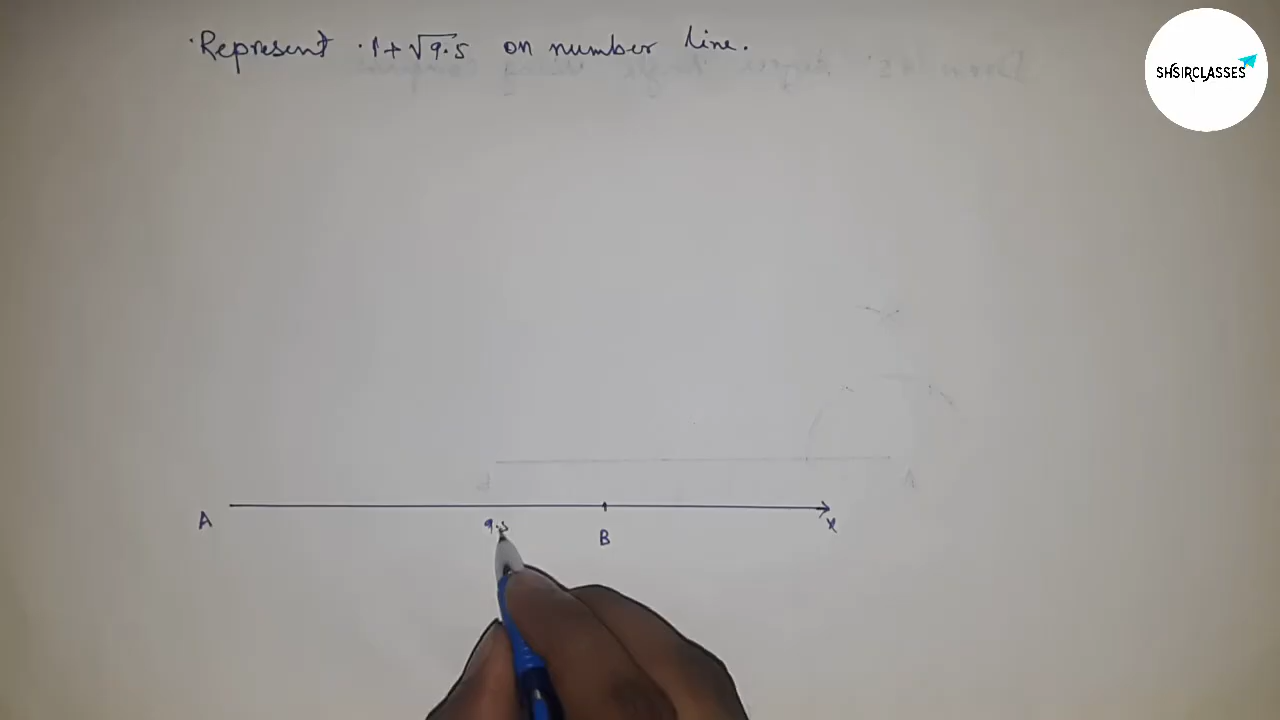 Represent 1+√9.5 on number line.
SHSIRCLASSES
A
9.5
B
X